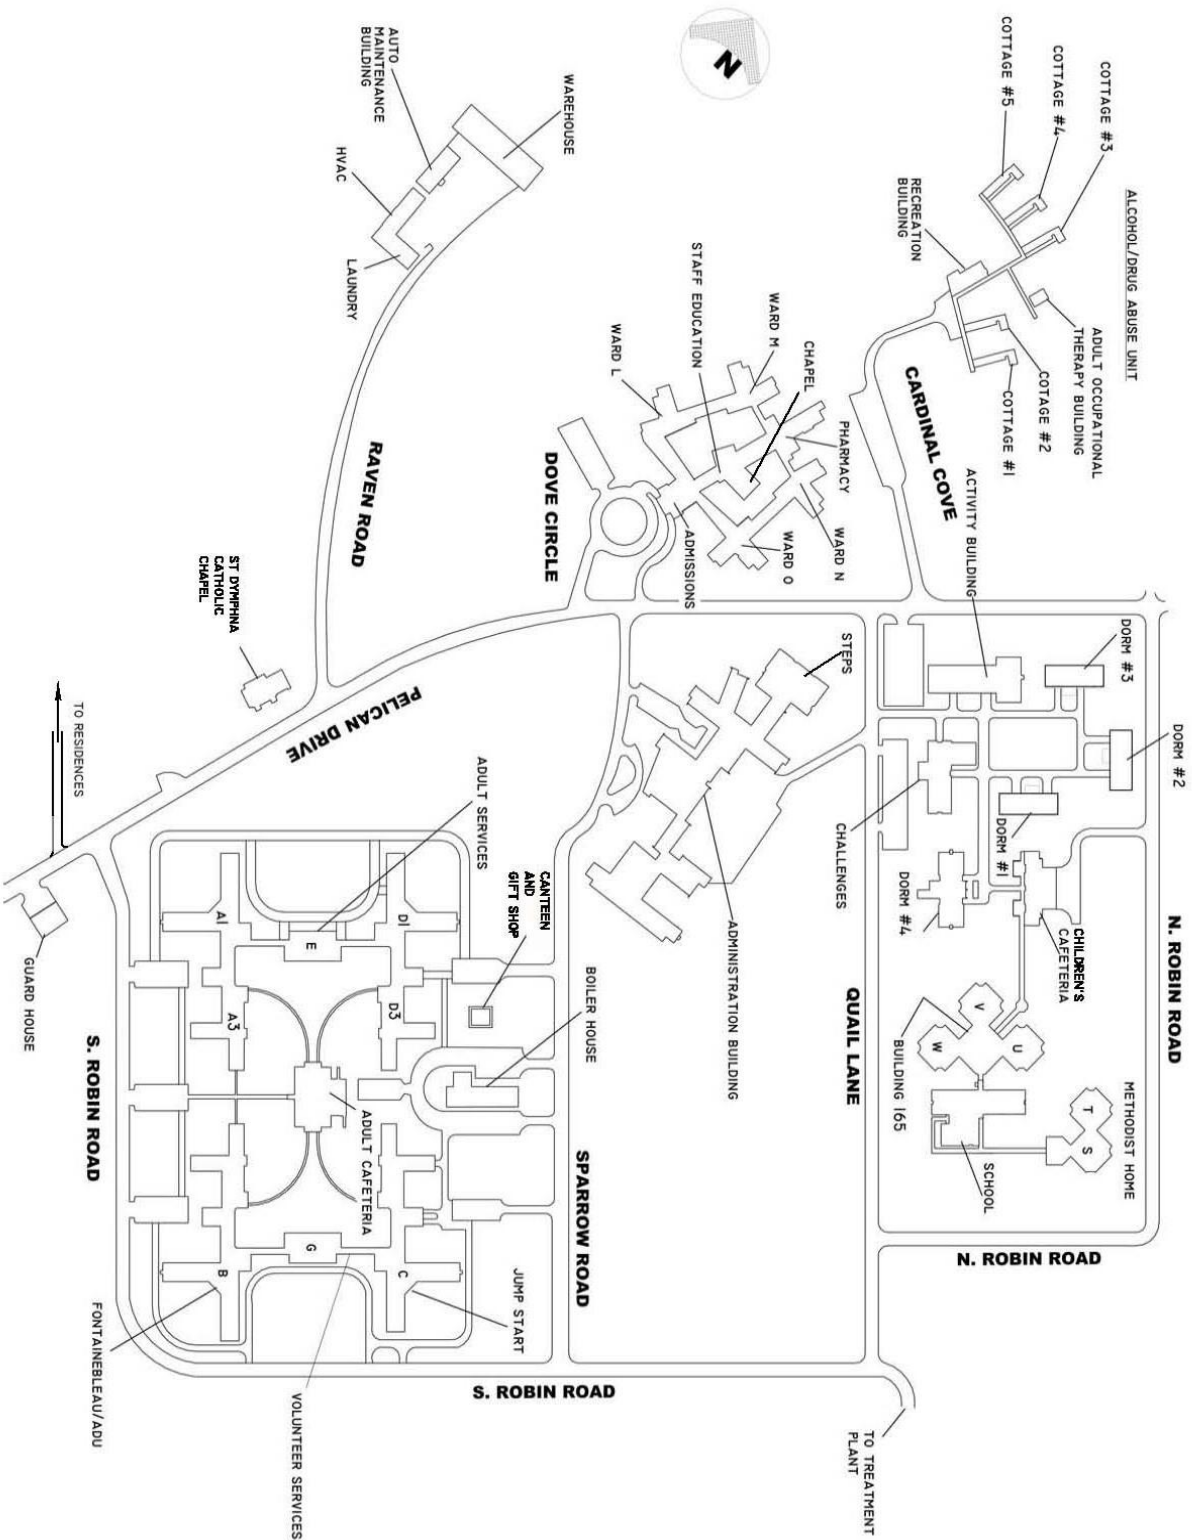 N
COTTAGE #5
COTTAGE #4
COTTAGE #3
ALCOHOL/DRUG ABUSE UNIT
RECREATION
BUILDING
ADULT OCCUPATIONAL
THERAPY BUILDING
COTAGE #2
COTTAGE #1
CARDINAL COVE
AUTO
MAINTENANCE
BUILDING
WAREHOUSE
HVAC
LAUNDRY
STAFF EDUCATION
WARD M
WARD L
CHAPEL
PHARMACY
WARD N
WARD O
ADMISSIONS
DOVE CIRCLE
RAVEN ROAD
ST DYMPHNA
CATHOLIC
CHAPEL
PELICAN DRIVE
TO RESIDENCES
GUARD HOUSE
ACTIVITY BUILDING
DORM #3
DORM #2
DORM #1
DORM #4
CHALLENGES
STEPS
CHILDREN'S
CAFETERIA
N. ROBIN ROAD
ADMINISTRATION BUILDING
QUAIL LANE
BUILDING 165
V
W
U
T
S
METHODIST HOME
SCHOOL
N. ROBIN ROAD
ADULT SERVICES
CANTEEN
AND
GIFT SHOP
BOILER HOUSE
A1
E
D1
A3
D3
ADULT CAFETERIA
SPARROW ROAD
S. ROBIN ROAD
G
B
C
JUMP START
FONTAINEBLEAU/ADU
VOLUNTEER SERVICES
S. ROBIN ROAD
TO TREATMENT
PLANT